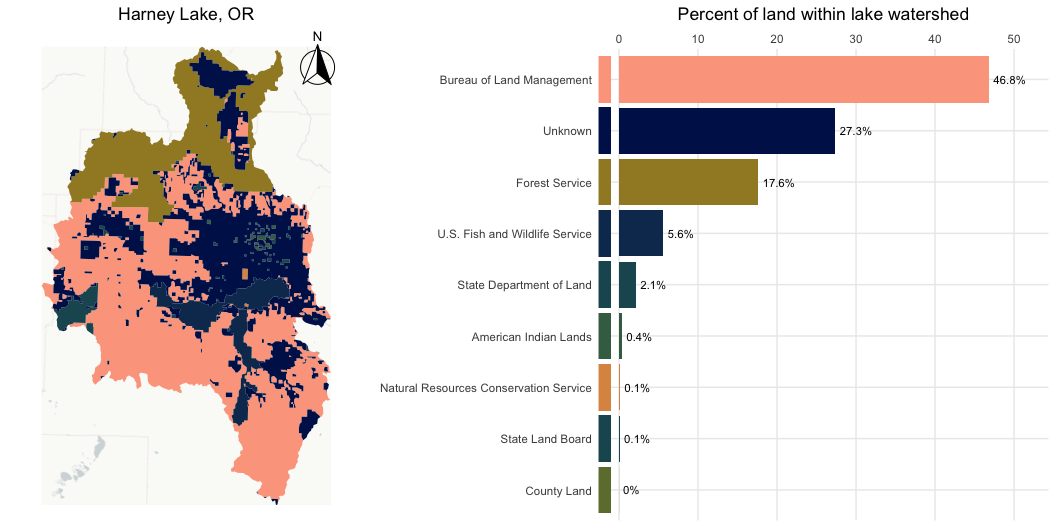 Harney Lake, OR
N
Percent of land within lake watershed
0 10 20 30 40 50
Bureau of Land Management 46.8%
Unknown 27.3%
Forest Service 17.6%
U.S. Fish and Wildlife Service 5.6%
State Department of Land 2.1%
American Indian Lands 0.4%
Natural Resources Conservation Service 0.1%
State Land Board 0.1%
County Land 0%